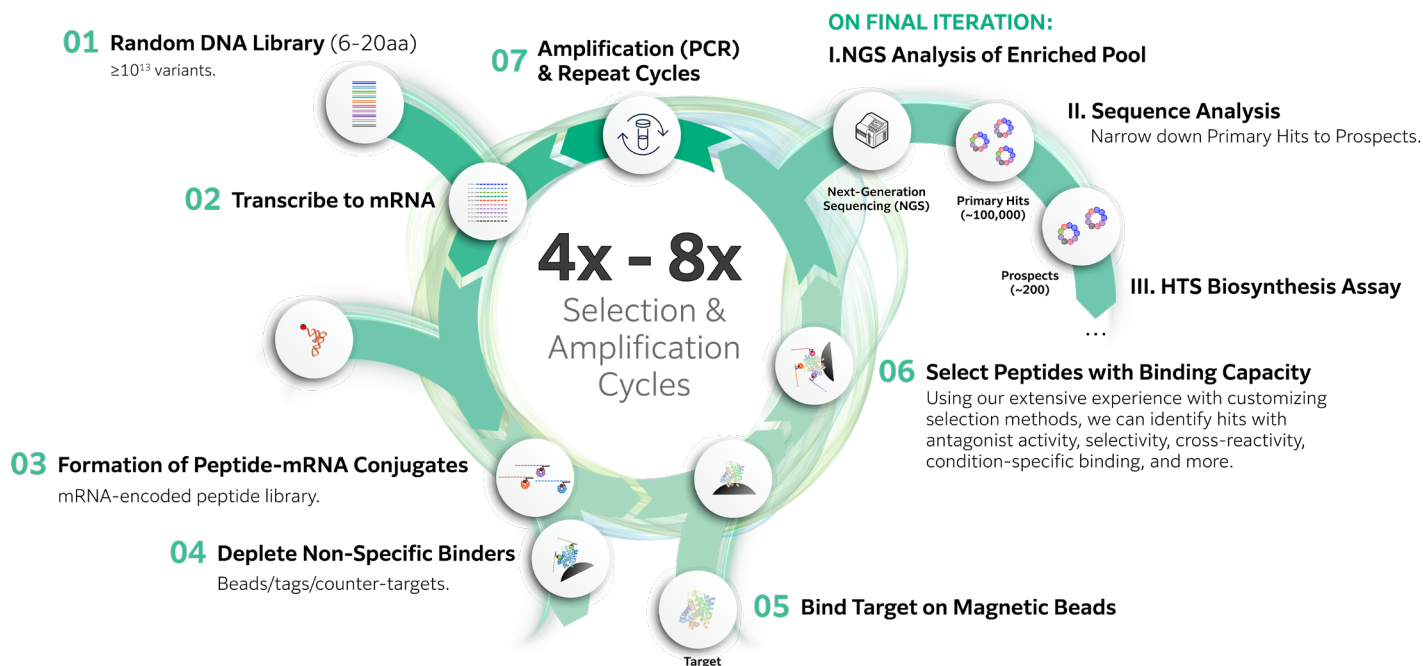 01 Random DNA Library (6-20aa)
≥10¹³ variants.
02 Transcribe to mRNA
03 Formation of Peptide-mRNA Conjugates
mRNA-encoded peptide library.
04 Deplete Non-Specific Binders
Beads/tags/counter-targets.
Target
05 Bind Target on Magnetic Beads
06 Select Peptides with Binding Capacity
Using our extensive experience with customizing
selection methods, we can identify hits with
antagonist activity, selectivity, cross-reactivity,
condition-specific binding, and more.
07 Amplification (PCR)
& Repeat Cycles
4x - 8x
Selection &
Amplification
Cycles
ON FINAL ITERATION:
I.NGS Analysis of Enriched Pool
Next-Generation
Sequencing (NGS)
II. Sequence Analysis
Narrow down Primary Hits to Prospects.
Primary Hits
(~100,000)
Prospects
(~200)
III. HTS Biosynthesis Assay
...